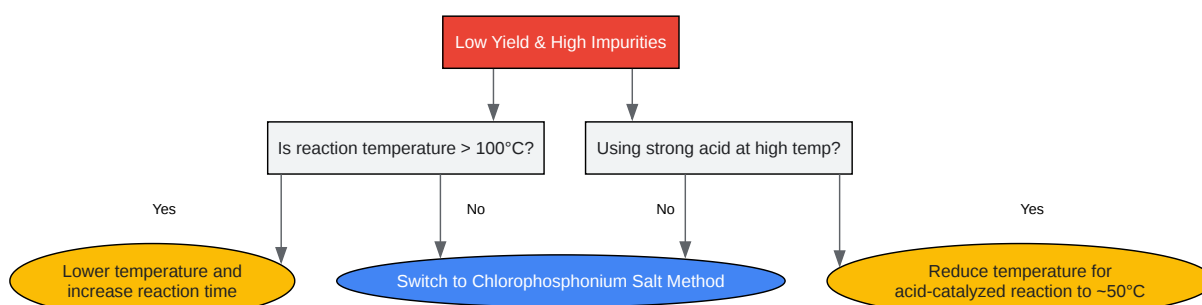 Low Yield & High Impurities
Is reaction temperature > 100°C?
Using strong acid at high temp?
Yes
No
No
Yes
Lower temperature and
increase reaction time
Switch to Chlorophosphonium Salt Method
Reduce temperature for
acid-catalyzed reaction to ~50°C